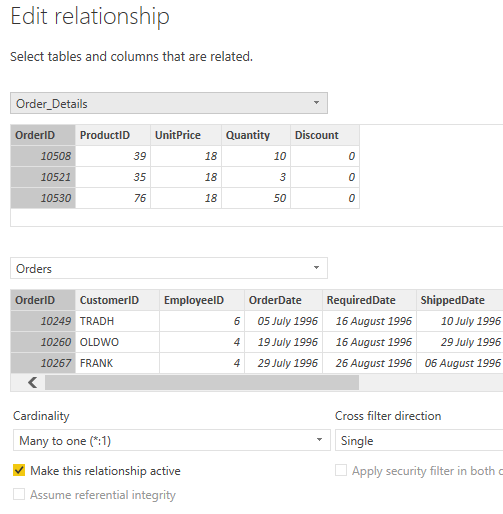 Edit relationship
Select tables and columns that are related.
Order_Details
OrderID ProductID UnitPrice Quantity Discount
10508 39 18 10 0
10521 35 18 3 0
10530 76 18 50 0
Orders
OrderID CustomerID EmployeeID OrderDate RequiredDate ShippedDate
10249 TRADH 6 05 July 1996 16 August 1996 10 July 1996
10260 OLDWO 4 19 July 1996 16 August 1996 29 July 1996
10267 FRANK 4 29 July 1996 26 August 1996 06 August 1996
Cardinality Cross filter direction
Many to one (*:1) Single
Make this relationship active Apply security filter in both
Assume referential integrity